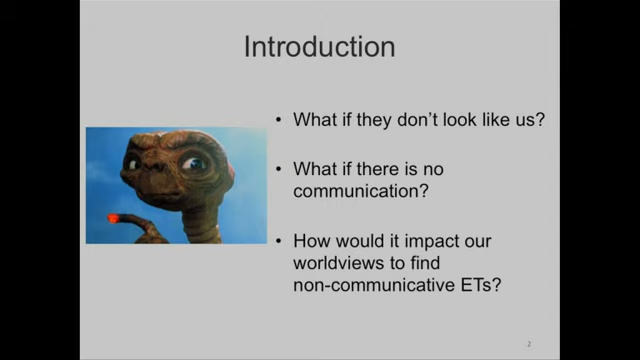 Introduction
• What if they don't look like us?
• What if there is no
communication?
• How would it impact our
worldviews to find
non-communicative ETs?
2